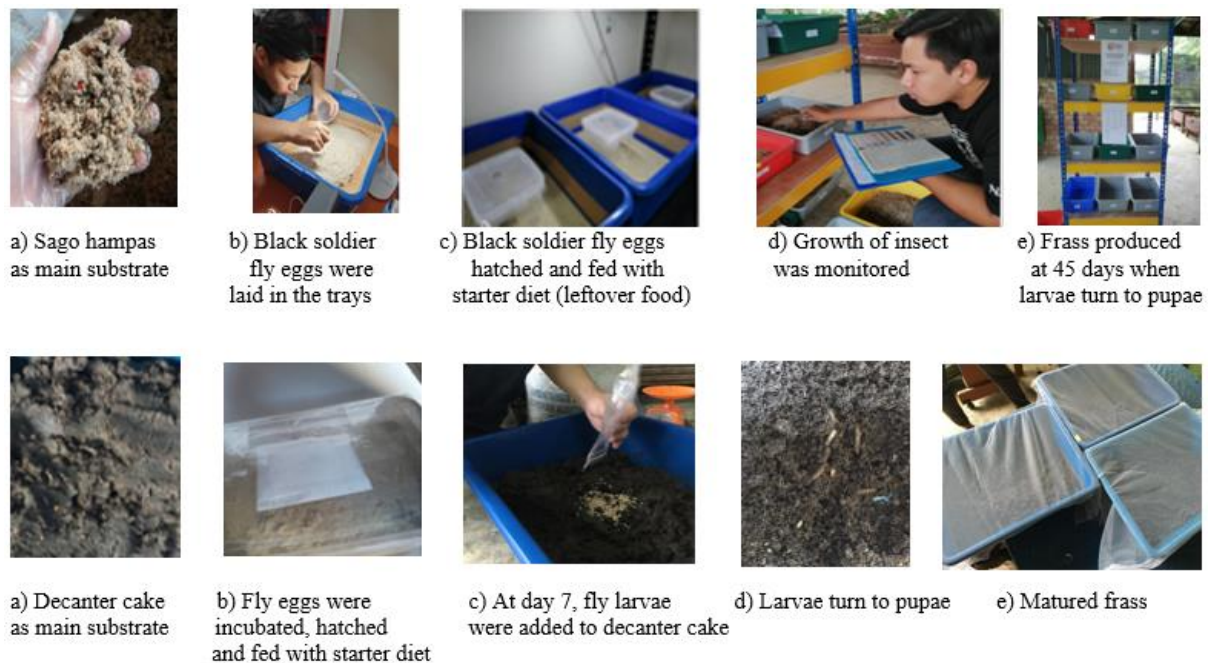 a) Sago hampas
as main substrate
b) Black soldier
fly eggs were
laid in the trays
c) Black soldier fly eggs
hatched and fed with
starter diet (leftover food)
d) Growth of insect
was monitored
e) Frass produced
at 45 days when
larvae turn to pupae
a) Decanter cake
as main substrate
b) Fly eggs were
incubated, hatched
and fed with starter diet
c) At day 7, fly larvae
were added to decanter cake
d) Larvae turn to pupae
e) Matured frass